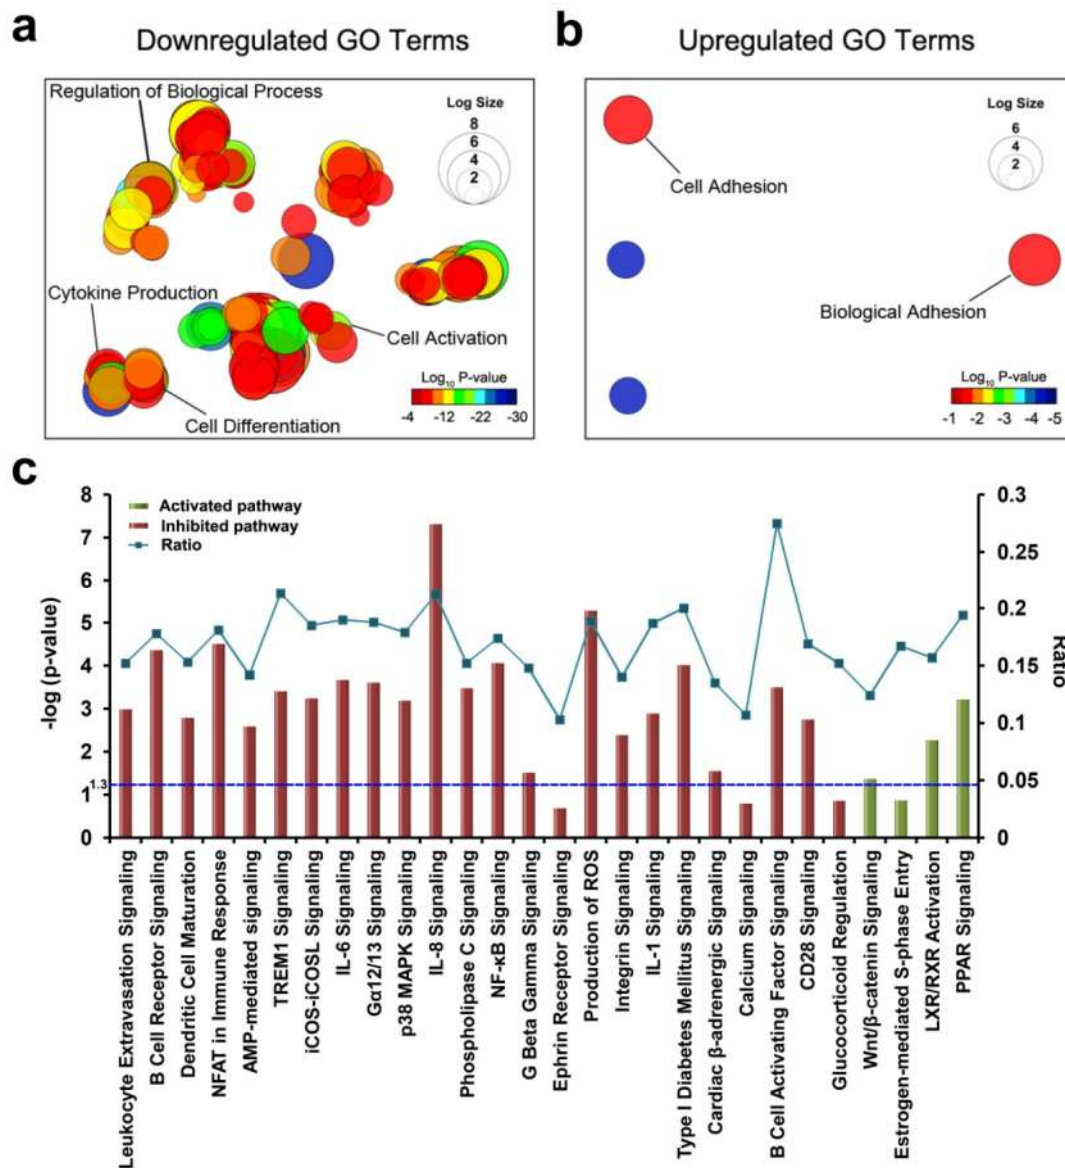 a
Downregulated GO Terms
Regulation of Biological Process
Log Size
8
6
4
2
Cytokine Production
Cell Activation
Cell Differentiation
Log10 P-value
-4 -12 -22 -30
b
Upregulated GO Terms
Log Size
6
4
2
Cell Adhesion
Biological Adhesion
Log10 P-value
-1 -2 -3 -4 -5
c
Activated pathway
Inhibited pathway
Ratio
-log (p-value)
8
7
6
5
4
3
2
1.3
1
0
0.3
0.25
0.2
0.15
0.1
0.05
0
Ratio
Leukocyte Extravasation Signaling
B Cell Receptor Signaling
Dendritic Cell Maturation
NFAT in Immune Response
AMP-mediated signaling
TREM1 Signaling
iCOS-iCOSL Signaling
IL-6 Signaling
Gα12/13 Signaling
p38 MAPK Signaling
IL-8 Signaling
Phospholipase C Signaling
NF-κB Signaling
G Beta Gamma Signaling
Ephrin Receptor Signaling
Production of ROS
Integrin Signaling
IL-1 Signaling
Type I Diabetes Mellitus Signaling
Cardiac β-adrenergic Signaling
Calcium Signaling
B Cell Activating Factor Signaling
CD28 Signaling
Glucocorticoid Regulation
Wnt/β-catenin Signaling
Estrogen-mediated S-phase Entry
LXR/RXR Activation
PPAR Signaling